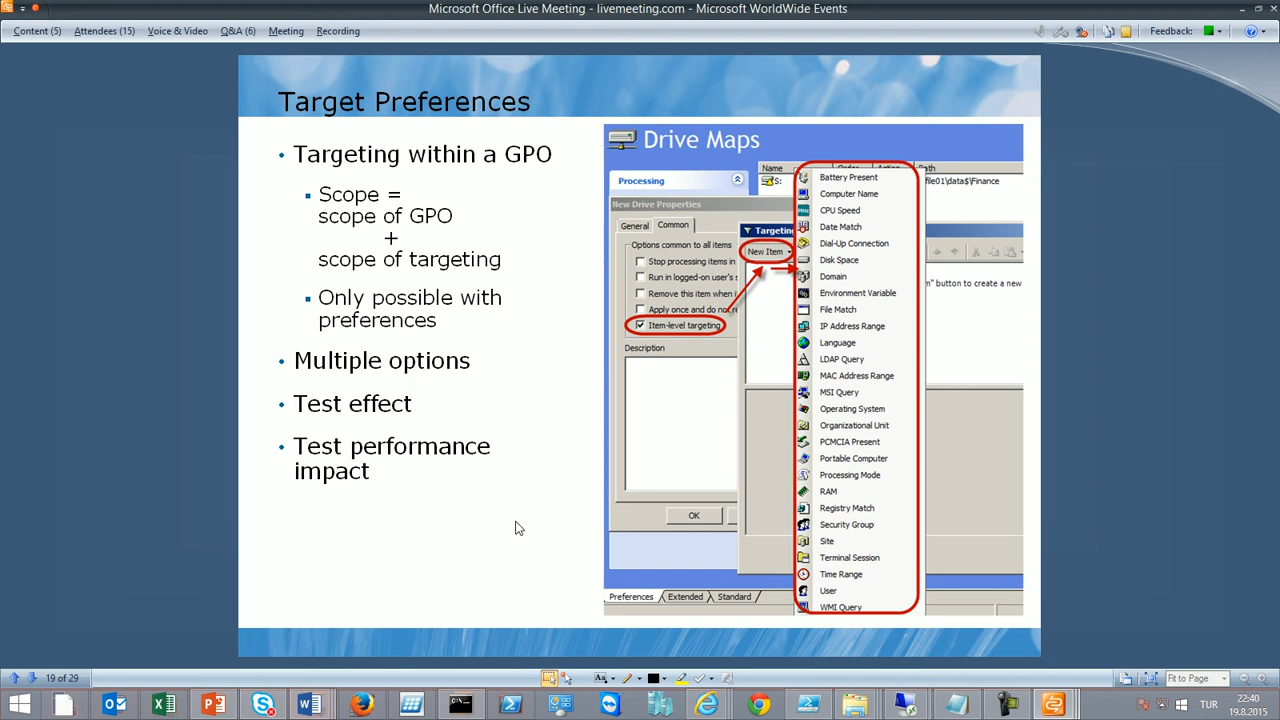 Microsoft Office Live Meeting - livemeeting.com - Microsoft WorldWide Events
Content (5) Attendees (15) Voice & Video Q&A (6) Meeting Recording Feedback:
Target Preferences
• Targeting within a GPO
▪ Scope =
scope of GPO
+
scope of targeting
▪ Only possible with
preferences
• Multiple options
• Test effect
• Test performance
impact
Drive Maps
Processing
Name Order Action Path
S: file01\data$\Finance
New Drive Properties
General Common
Options common to all items
Stop processing items in
Run in logged-on user's s
Remove this item when i
Apply once and do not re
Item-level targeting
Description
OK
Targeting
New Item
" button to create a new
Battery Present
Computer Name
CPU Speed
Date Match
Dial-Up Connection
Disk Space
Domain
Environment Variable
File Match
IP Address Range
Language
LDAP Query
MAC Address Range
MSI Query
Operating System
Organizational Unit
PCMCIA Present
Portable Computer
Processing Mode
RAM
Registry Match
Security Group
Site
Terminal Session
Time Range
User
WMI Query
Preferences Extended Standard
19 of 29
Fit to Page
TUR
22:40
19.8.2015